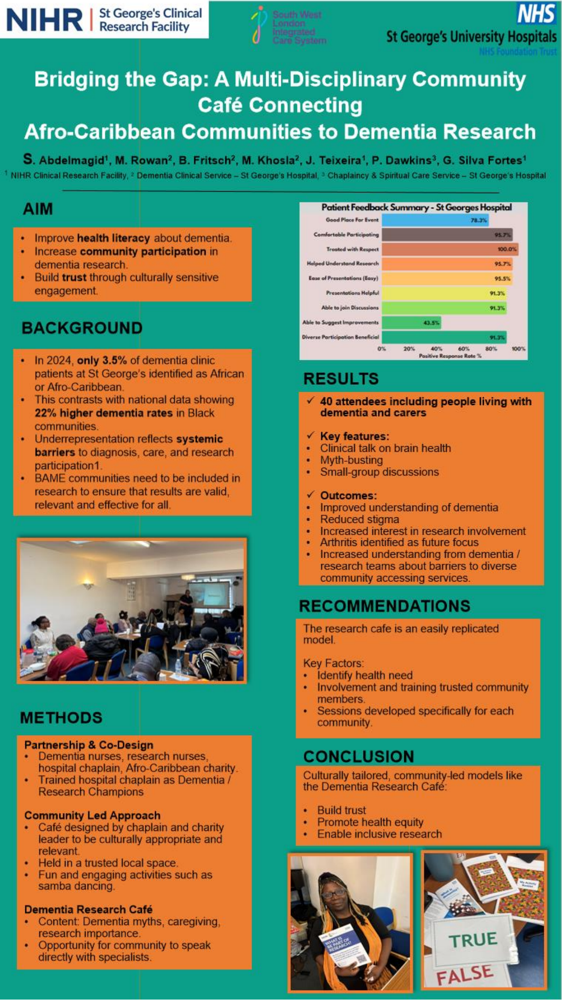 NIHR | St George's Clinical
Research Facility
South West
London
Integrated
Care System
NHS
St George's University Hospitals
NHS Foundation Trust
Bridging the Gap: A Multi-Disciplinary Community
Café Connecting
Afro-Caribbean Communities to Dementia Research
S. Abdelmagid¹, M. Rowan², B. Fritsch², M. Khosla², J. Teixeira¹, P. Dawkins³, G. Silva Fortes¹
¹ NIHR Clinical Research Facility, ² Dementia Clinical Service – St George's Hospital, ³ Chaplaincy & Spiritual Care Service – St George's Hospital
AIM
• Improve health literacy about dementia.
• Increase community participation in
dementia research.
• Build trust through culturally sensitive
engagement.
BACKGROUND
• In 2024, only 3.5% of dementia clinic
patients at St George's identified as African
or Afro-Caribbean.
• This contrasts with national data showing
22% higher dementia rates in Black
communities.
• Underrepresentation reflects systemic
barriers to diagnosis, care, and research
participation1.
• BAME communities need to be included in
research to ensure that results are valid,
relevant and effective for all.
METHODS
Partnership & Co-Design
• Dementia nurses, research nurses,
hospital chaplain, Afro-Caribbean charity.
• Trained hospital chaplain as Dementia /
Research Champions
Community Led Approach
• Café designed by chaplain and charity
leader to be culturally appropriate and
relevant.
• Held in a trusted local space.
• Fun and engaging activities such as
samba dancing.
Dementia Research Café
• Content: Dementia myths, caregiving,
research importance.
• Opportunity for community to speak
directly with specialists.
Patient Feedback Summary - St Georges Hospital
Good Place For Event 78.3%
Comfortable Participating 95.7%
Treated with Respect 100.0%
Helped Understand Research 95.7%
Ease of Presentations (Easy) 95.5%
Presentations Helpful 91.3%
Able to join Discussions 91.3%
Able to Suggest Improvements 43.5%
Diverse Participation Beneficial 91.3%
0% 20% 40% 60% 80% 100%
Positive Response Rate %
RESULTS
✓ 40 attendees including people living with
dementia and carers
✓ Key features:
• Clinical talk on brain health
• Myth-busting
• Small-group discussions
✓ Outcomes:
• Improved understanding of dementia
• Reduced stigma
• Increased interest in research involvement
• Arthritis identified as future focus
• Increased understanding from dementia /
research teams about barriers to diverse
community accessing services.
RECOMMENDATIONS
The research cafe is an easily replicated
model.
Key Factors:
• Identify health need
• Involvement and training trusted community
members.
• Sessions developed specifically for each
community.
CONCLUSION
Culturally tailored, community-led models like
the Dementia Research Café:
• Build trust
• Promote health equity
• Enable inclusive research
WHAT IS
BE PART OF
RESEARCH?
What is
dementia?
My Activity
Booklet
TRUE
FALSE